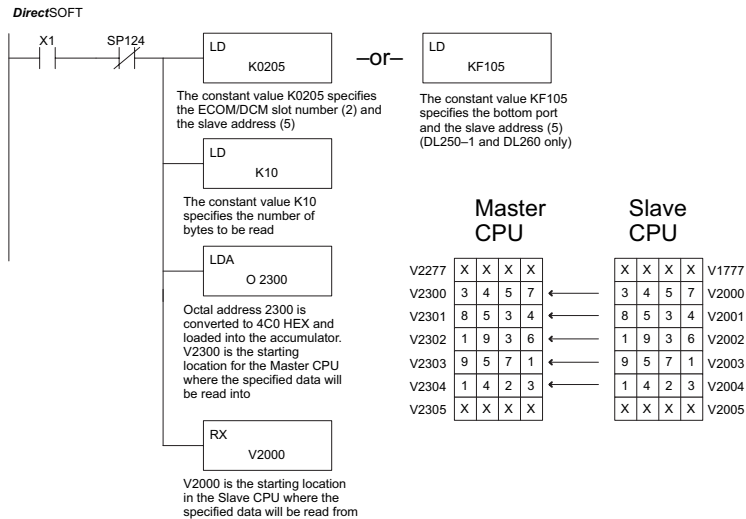 DirectSOFT
X1 SP124
LD
K0205
–or–
LD
KF105
The constant value K0205 specifies
the ECOM/DCM slot number (2) and
the slave address (5)
The constant value KF105
specifies the bottom port
and the slave address (5)
(DL250–1 and DL260 only)
LD
K10
The constant value K10
specifies the number of
bytes to be read
LDA
O 2300
Octal address 2300 is
converted to 4C0 HEX and
loaded into the accumulator.
V2300 is the starting
location for the Master CPU
where the specified data will
be read into
RX
V2000
V2000 is the starting location
in the Slave CPU where the
specified data will be read from
Master
CPU
Slave
CPU
V2277 X X X X X X X X V1777
V2300 3 4 5 7 3 4 5 7 V2000
V2301 8 5 3 4 8 5 3 4 V2001
V2302 1 9 3 6 1 9 3 6 V2002
V2303 9 5 7 1 9 5 7 1 V2003
V2304 1 4 2 3 1 4 2 3 V2004
V2305 X X X X X X X X V2005